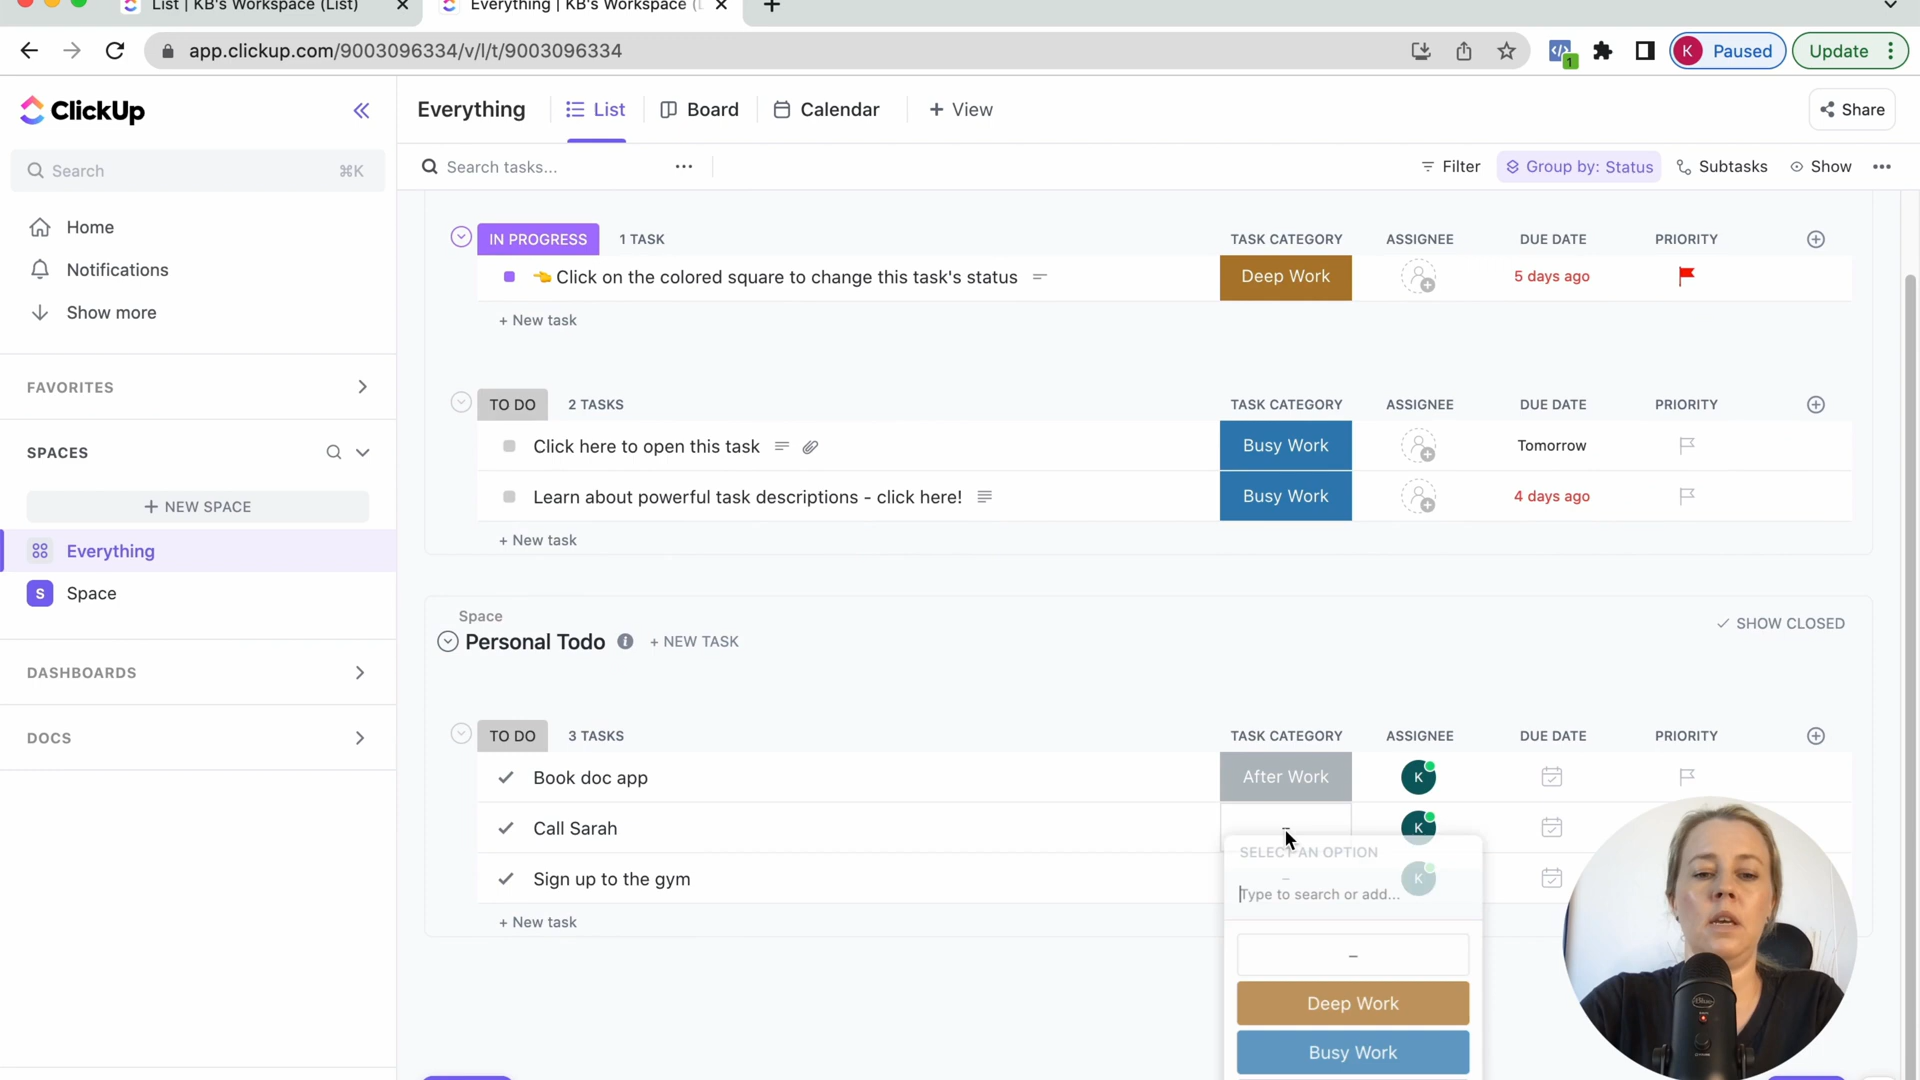 List | KB's Workspace (List)
Everything | KB's Workspace (
app.clickup.com/9003096334/v/l/t/9003096334
1
K Paused
Update
ClickUp
Search ⌘K
Home
Notifications
Show more
FAVORITES
SPACES
+ NEW SPACE
Everything
S Space
DASHBOARDS
DOCS
Everything
List
Board
Calendar
+ View
Share
Search tasks...
Filter
Group by: Status
Subtasks
Show
IN PROGRESS 1 TASK TASK CATEGORY ASSIGNEE DUE DATE PRIORITY
👈 Click on the colored square to change this task's status Deep Work 5 days ago
+ New task
TO DO 2 TASKS TASK CATEGORY ASSIGNEE DUE DATE PRIORITY
Click here to open this task Busy Work Tomorrow
Learn about powerful task descriptions - click here! Busy Work 4 days ago
+ New task
Space
Personal Todo + NEW TASK
SHOW CLOSED
TO DO 3 TASKS TASK CATEGORY ASSIGNEE DUE DATE PRIORITY
Book doc app After Work K
Call Sarah – K
Sign up to the gym – K
+ New task
SELECT AN OPTION
Type to search or add...
–
Deep Work
Busy Work